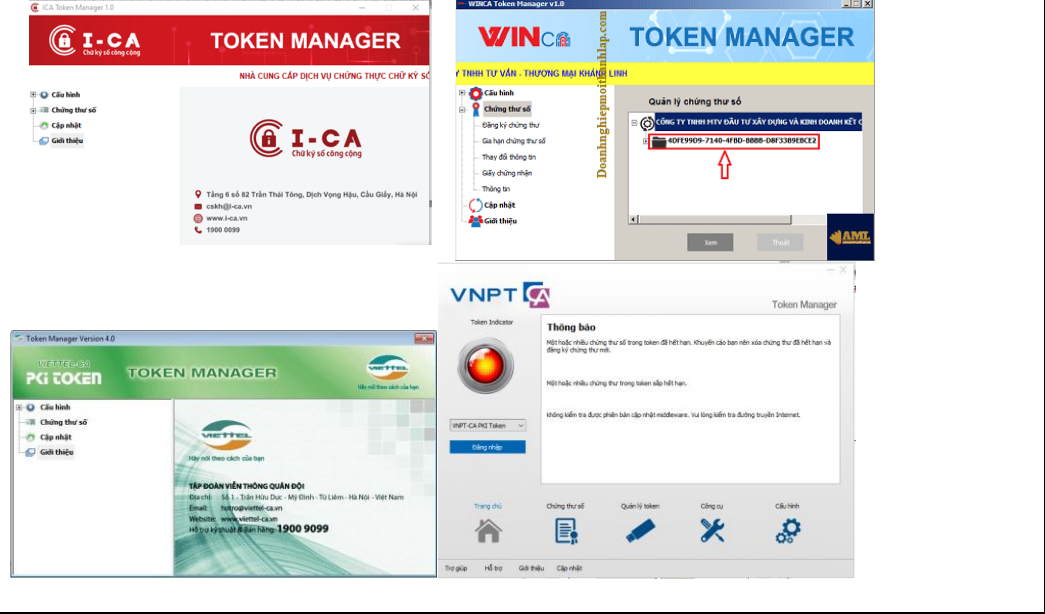 ICA Token Manager 1.0
I-CA
Chữ ký số công cộng
TOKEN MANAGER
NHÀ CUNG CẤP DỊCH VỤ CHỨNG THỰC CHỮ KÝ SỐ
Cấu hình
Chứng thư số
Cập nhật
Giới thiệu
I-CA
Chữ ký số công cộng
Tầng 6 số 82 Trần Thái Tông, Dịch Vọng Hậu, Cầu Giấy, Hà Nội
cskh@i-ca.vn
www.i-ca.vn
1900 0099
WINCA Token Manager v1.0
WINCa
TOKEN MANAGER
Y TNHH TƯ VẤN - THƯƠNG MẠI KHÁNH LINH
Doanhnghiepmoithanhlap.com
Cấu hình
Chứng thư số
Đăng ký chứng thư
Gia hạn chứng thư số
Thay đổi thông tin
Giấy chứng nhận
Thông tin
Cập nhật
Giới thiệu
Quản lý chứng thư số
CÔNG TY TNHH MTV ĐẦU TƯ XÂY DỰNG VÀ KINH DOANH KẾT C
4DFE99D9-7140-4FBD-BBBB-D8F33B9EBCE2
Xem
Thoát
AML
Token Manager Version 4.0
VIETTEL-CA
PKI TOKEN
TOKEN MANAGER
VIETTEL
Hãy nói theo cách của bạn
Cấu hình
Chứng thư số
Cập nhật
Giới thiệu
VIETTEL
Hãy nói theo cách của bạn
TẬP ĐOÀN VIỄN THÔNG QUÂN ĐỘI
Địa chỉ: Số 1 - Trần Hữu Dục - Mỹ Đình - Từ Liêm - Hà Nội - Việt Nam
Email: hotro@viettel-ca.vn
Website: www.viettel-ca.vn
Hỗ trợ kỹ thuật & Bán hàng: 1900 9099
VNPT CA
Token Manager
Token Indicator
VNPT-CA PKI Token
Đăng nhập
Thông báo
Một hoặc nhiều chứng thư số trong token đã hết hạn. Khuyến cáo bạn nên xóa chứng thư đã hết hạn và
đăng ký chứng thư mới.
Một hoặc nhiều chứng thư trong token sắp hết hạn.
Không kiểm tra được phiên bản cập nhật middleware. Vui lòng kiểm tra đường truyền Internet.
Trang chủ
Chứng thư số
Quản lý token
Công cụ
Cấu hình
Trợ giúp Hỗ trợ Giới thiệu Cập nhật